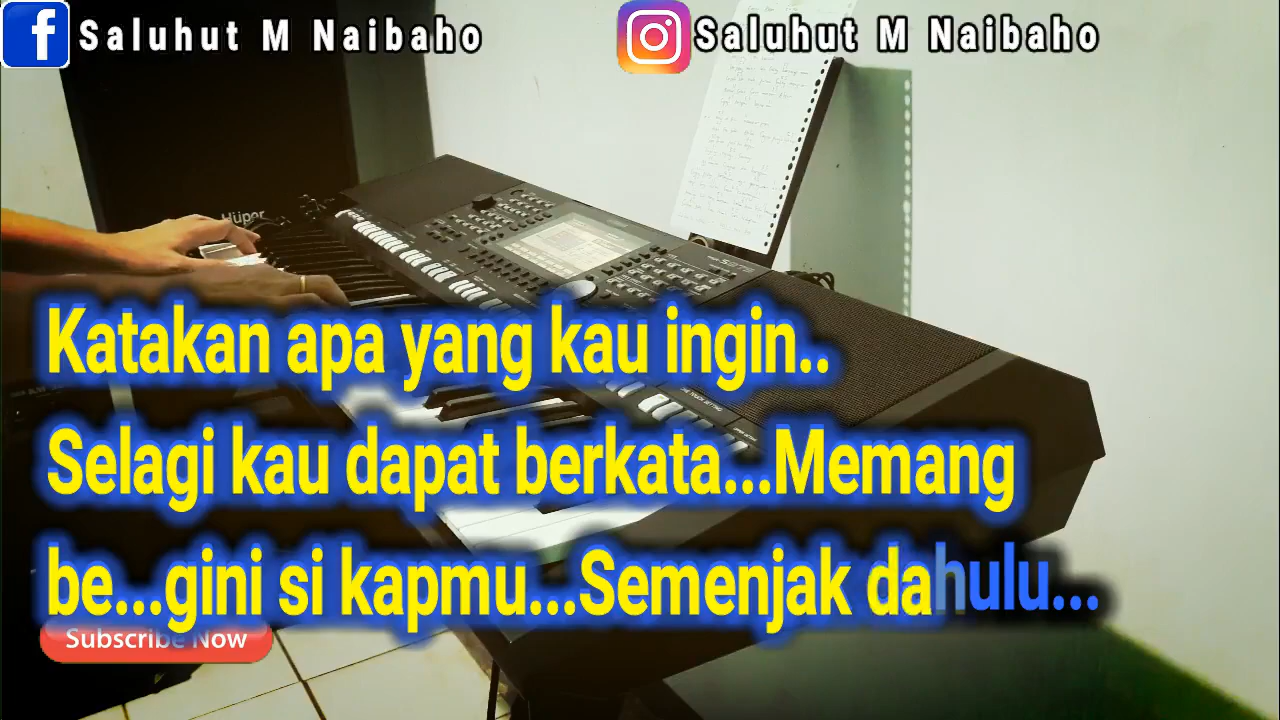 Saluhut M Naibaho
Saluhut M Naibaho
Hüper
Katakan apa yang kau ingin..
Selagi kau dapat berkata...Memang
be...gini si kapmu...Semenjak dahulu...
Subscribe Now